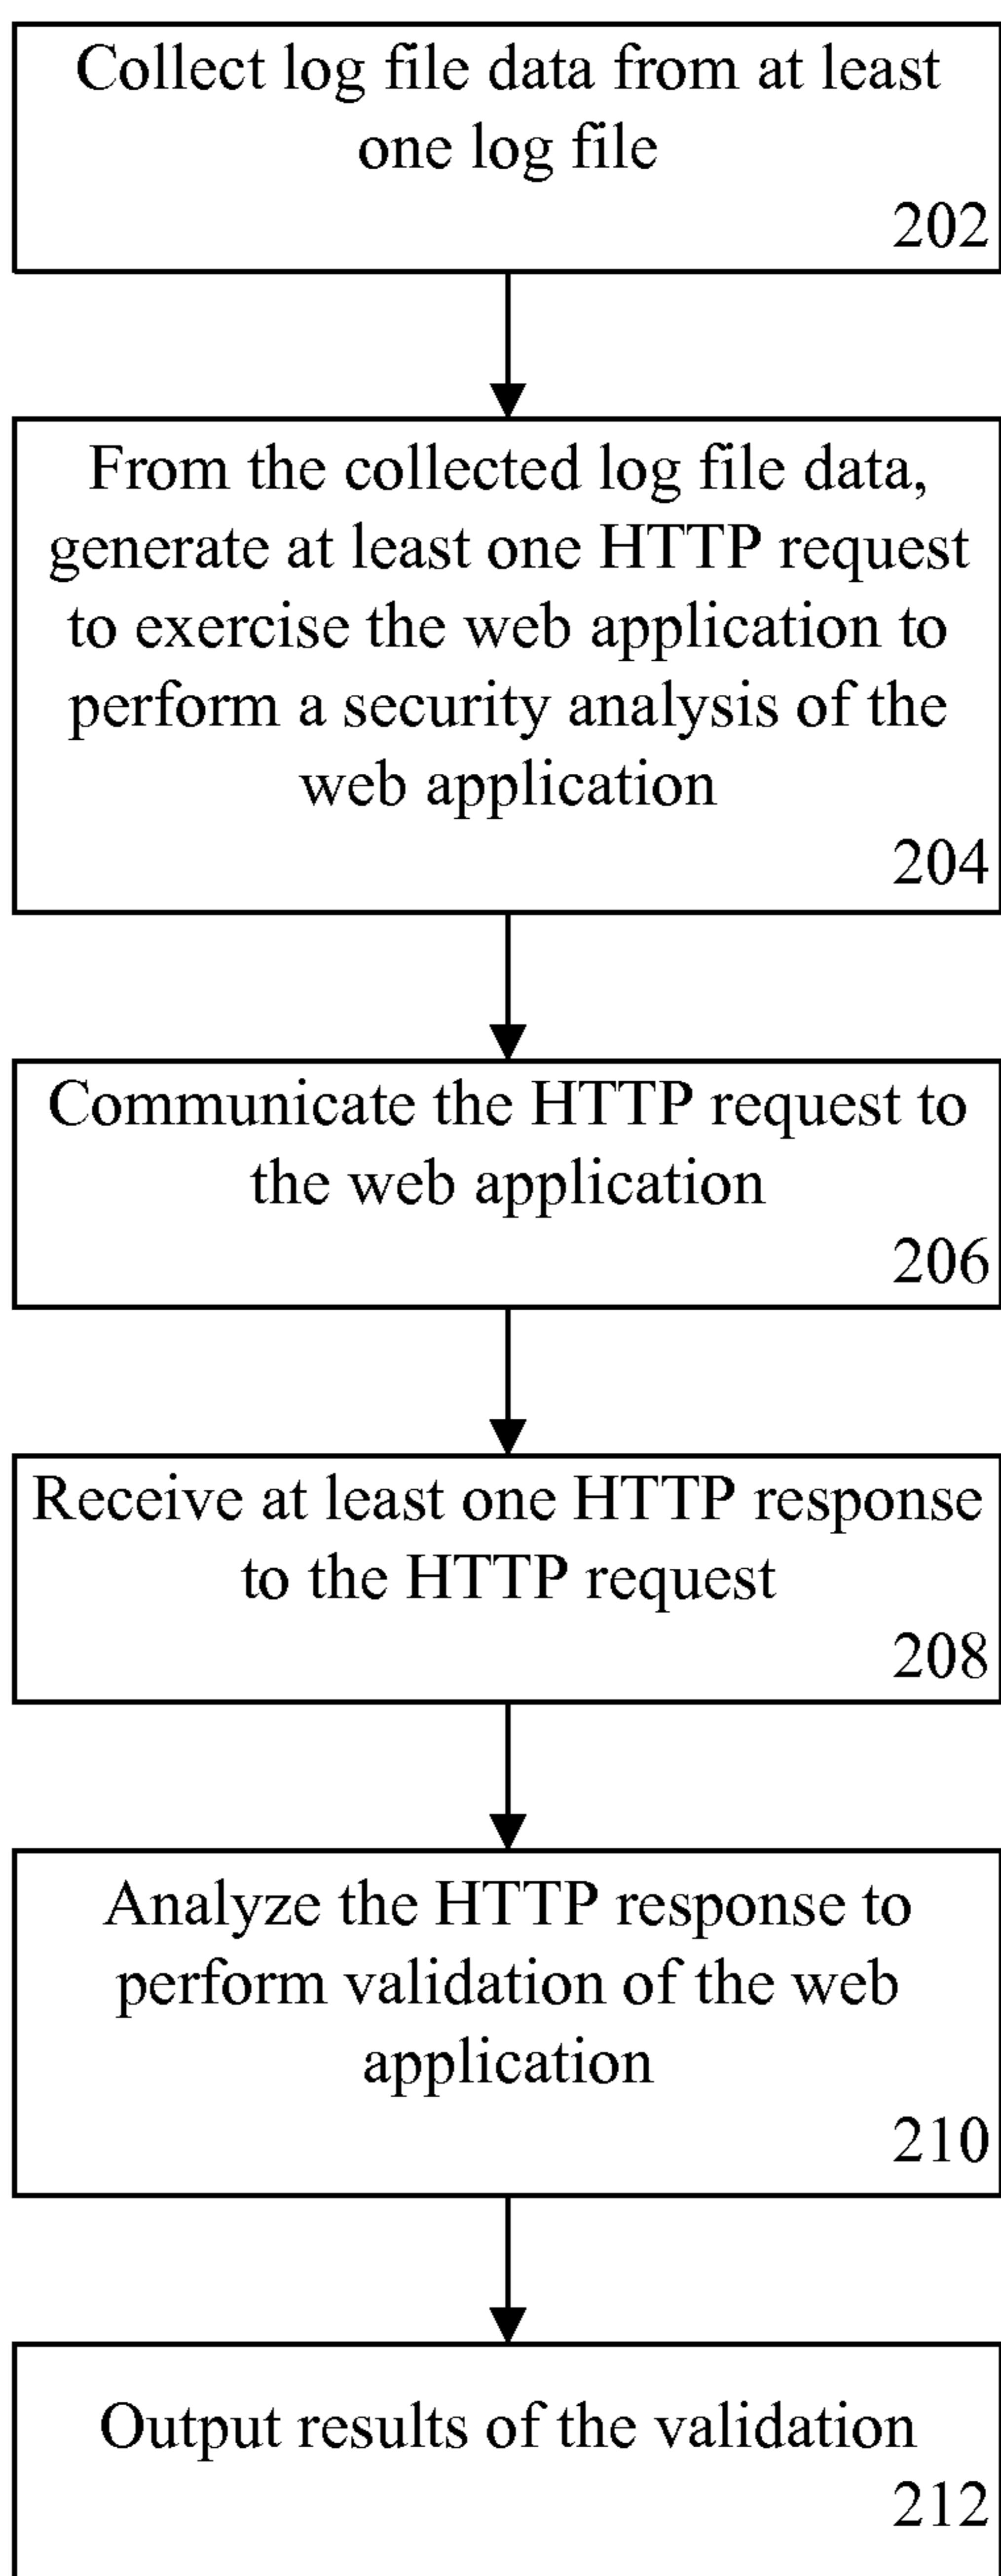 Collect log file data from at least
one log file
202
From the collected log file data,
generate at least one HTTP request
to exercise the web application to
perform a security analysis of the
web application
204
Communicate the HTTP request to
the web application
206
Receive at least one HTTP response
to the HTTP request
208
Analyze the HTTP response to
perform validation of the web
application
210
Output results of the validation
212